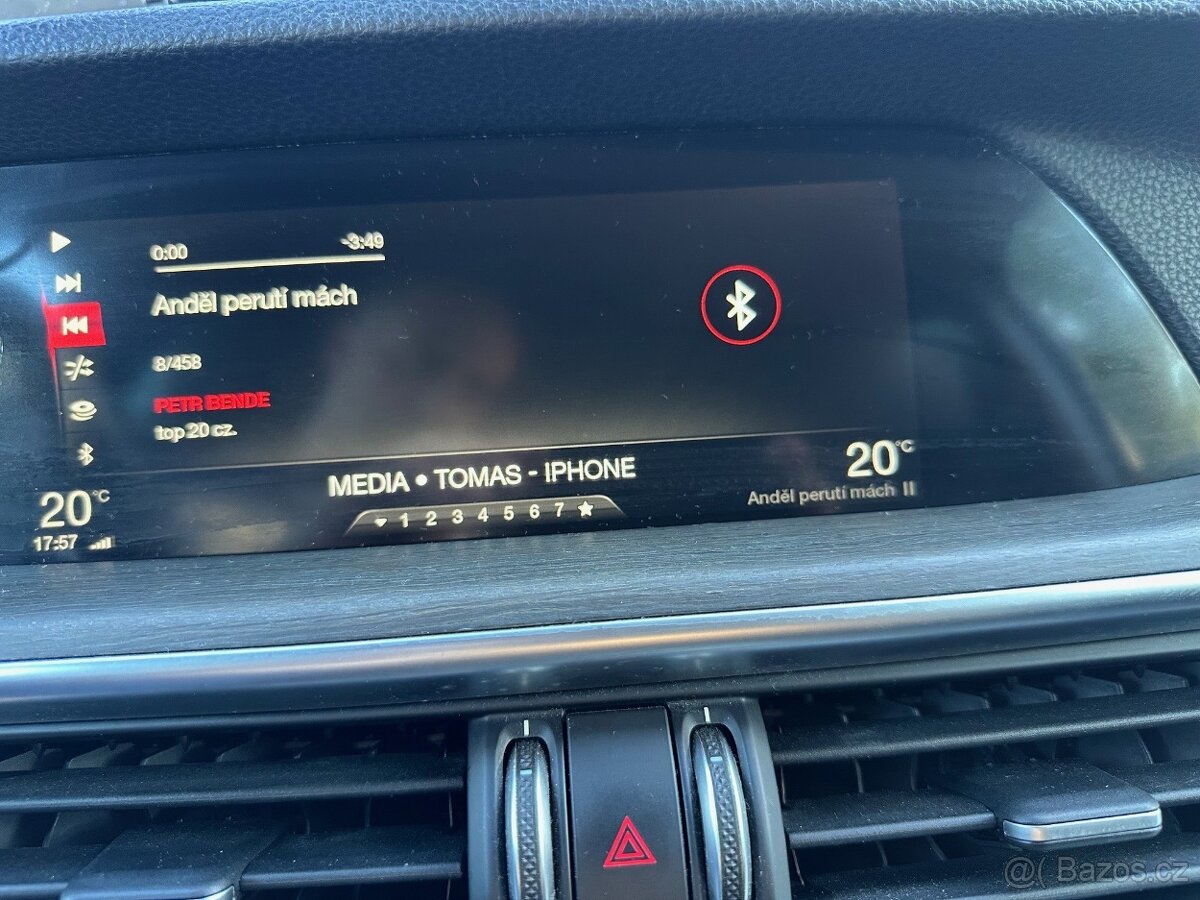 0:00 -3:49
Anděl perutí mách
8/458
PETR BENDE
top 20 cz.
MEDIA • TOMAS - IPHONE
20°C
Anděl perutí mách II
1 2 3 4 5 6 7
20°C
17:57
@( Bazos.cz